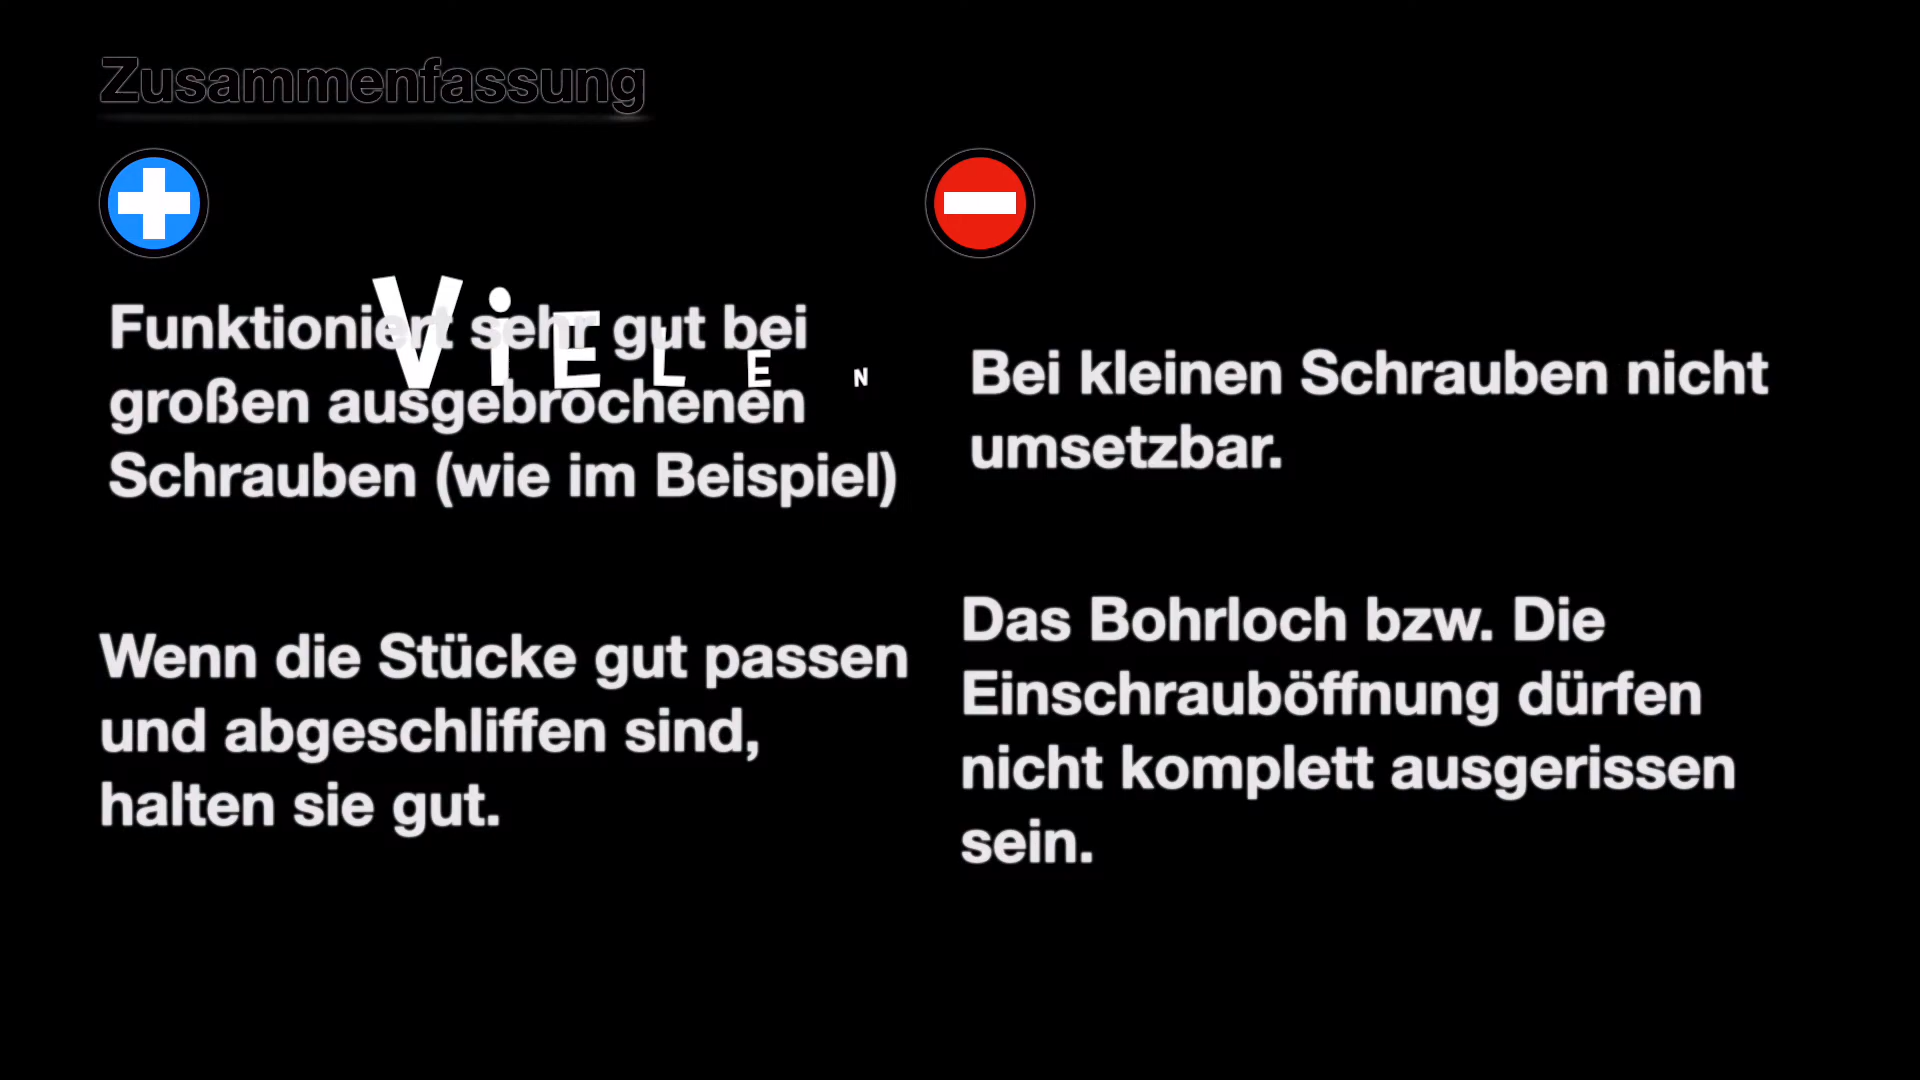 Zusammenfassung
Funktioniert sehr gut bei
großen ausgebrochenen
Schrauben (wie im Beispiel)
ViELEN
Wenn die Stücke gut passen
und abgeschliffen sind,
halten sie gut.
Bei kleinen Schrauben nicht
umsetzbar.
Das Bohrloch bzw. Die
Einschrauböffnung dürfen
nicht komplett ausgerissen
sein.